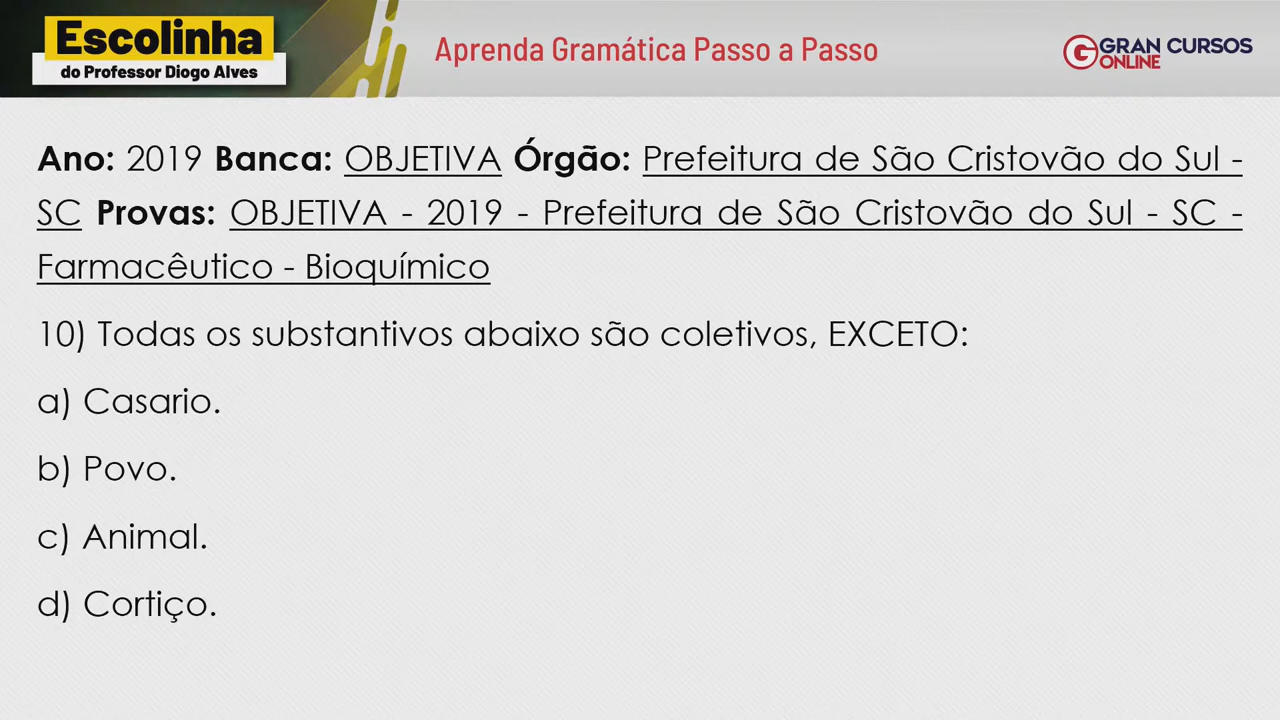 Escolinha
do Professor Diogo Alves
Aprenda Gramática Passo a Passo
GRAN CURSOS
ONLINE
Ano: 2019 Banca: OBJETIVA Órgão: Prefeitura de São Cristovão do Sul -
SC Provas: OBJETIVA - 2019 - Prefeitura de São Cristovão do Sul - SC -
Farmacêutico - Bioquímico
10) Todas os substantivos abaixo são coletivos, EXCETO:
a) Casario.
b) Povo.
c) Animal.
d) Cortiço.